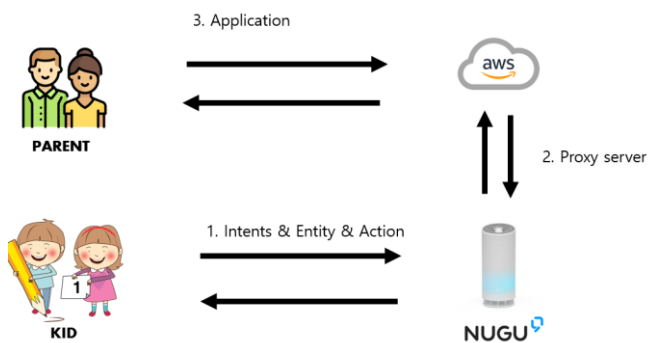 3. Application
aws
PARENT
2. Proxy server
1. Intents & Entity & Action
1
KID
NUGU